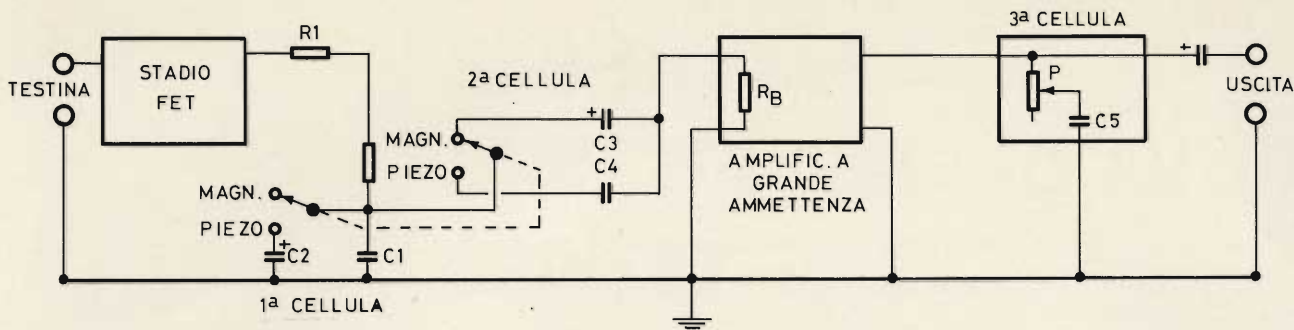 TESTINA
STADIO
FET
R1
2ª CELLULA
MAGN.
PIEZO
+
C3
C4
MAGN.
PIEZO
+
C2
C1
1ª CELLULA
RB
AMPLIFIC. A
GRANDE
AMMETTENZA
3ª CELLULA
P
C5
+
USCITA